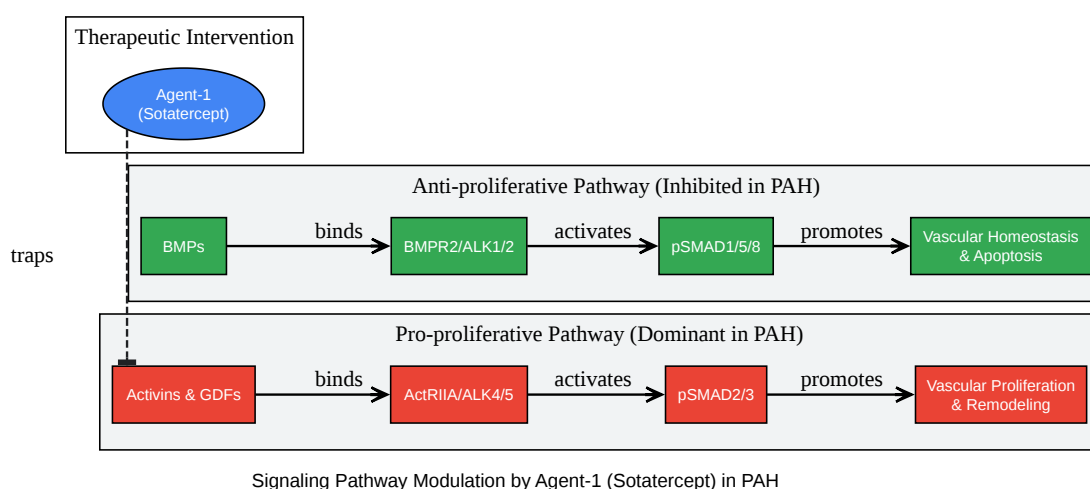 Therapeutic Intervention
Agent-1
(Sotatercept)
Anti-proliferative Pathway (Inhibited in PAH)
BMPs
binds
BMPR2/ALK1/2
activates
pSMAD1/5/8
promotes
Vascular Homeostasis
& Apoptosis
traps
Pro-proliferative Pathway (Dominant in PAH)
Activins & GDFs
binds
ActRIIA/ALK4/5
activates
pSMAD2/3
promotes
Vascular Proliferation
& Remodeling
Signaling Pathway Modulation by Agent-1 (Sotatercept) in PAH